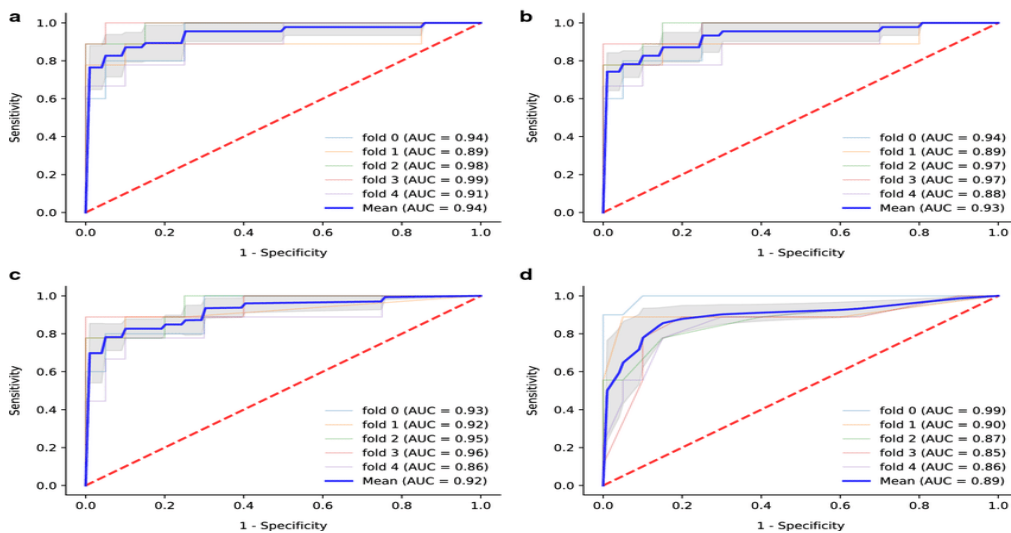 a
1.0
0.8
0.6
0.4
0.2
0.0
Sensitivity
fold 0 (AUC = 0.94)
fold 1 (AUC = 0.89)
fold 2 (AUC = 0.98)
fold 3 (AUC = 0.99)
fold 4 (AUC = 0.91)
Mean (AUC = 0.94)
0.0 0.2 0.4 0.6 0.8 1.0
1 - Specificity
b
1.0
0.8
0.6
0.4
0.2
0.0
Sensitivity
fold 0 (AUC = 0.94)
fold 1 (AUC = 0.89)
fold 2 (AUC = 0.97)
fold 3 (AUC = 0.97)
fold 4 (AUC = 0.88)
Mean (AUC = 0.93)
0.0 0.2 0.4 0.6 0.8 1.0
1 - Specificity
c
1.0
0.8
0.6
0.4
0.2
0.0
Sensitivity
fold 0 (AUC = 0.93)
fold 1 (AUC = 0.92)
fold 2 (AUC = 0.95)
fold 3 (AUC = 0.96)
fold 4 (AUC = 0.86)
Mean (AUC = 0.92)
0.0 0.2 0.4 0.6 0.8 1.0
1 - Specificity
d
1.0
0.8
0.6
0.4
0.2
0.0
Sensitivity
fold 0 (AUC = 0.99)
fold 1 (AUC = 0.90)
fold 2 (AUC = 0.87)
fold 3 (AUC = 0.85)
fold 4 (AUC = 0.86)
Mean (AUC = 0.89)
0.0 0.2 0.4 0.6 0.8 1.0
1 - Specificity